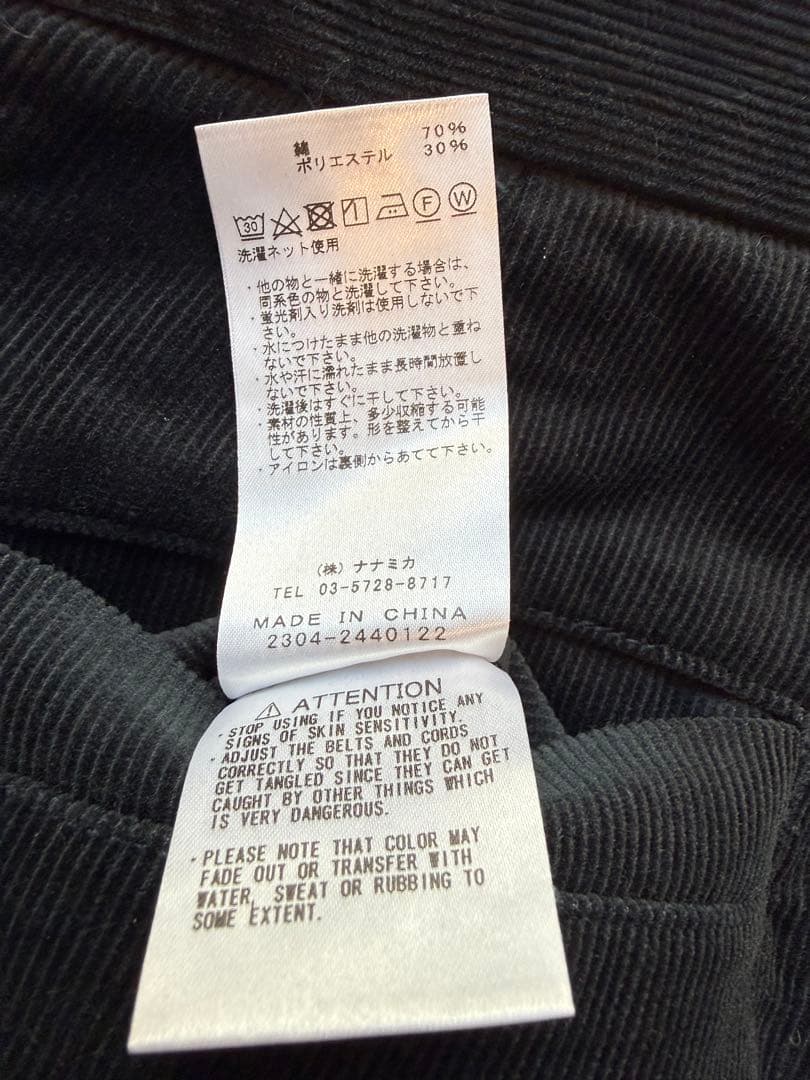 綿 70%
ポリエステル 30%
30 F W
洗濯ネット使用
・他の物と一緒に洗濯する場合は、
同系色の物と洗濯して下さい。
・蛍光剤入り洗剤は使用しないで下
さい。
・水につけたまま他の洗濯物と重ね
ないで下さい。
・水や汗に濡れたまま長時間放置し
ないで下さい。
・洗濯後はすぐに干して下さい。
・素材の性質上、多少収縮する可能
性があります。形を整えてから干
して下さい。
・アイロンは裏側からあてて下さい。
(株) ナナミカ
TEL 03-5728-8717
MADE IN CHINA
2304-2440122
ATTENTION
・STOP USING IF YOU NOTICE ANY
SIGNS OF SKIN SENSITIVITY.
・ADJUST THE BELTS AND CORDS
CORRECTLY SO THAT THEY DO NOT
GET TANGLED SINCE THEY CAN GET
CAUGHT BY OTHER THINGS WHICH
IS VERY DANGEROUS.
・PLEASE NOTE THAT COLOR MAY
FADE OUT OR TRANSFER WITH
WATER, SWEAT OR RUBBING TO
SOME EXTENT.